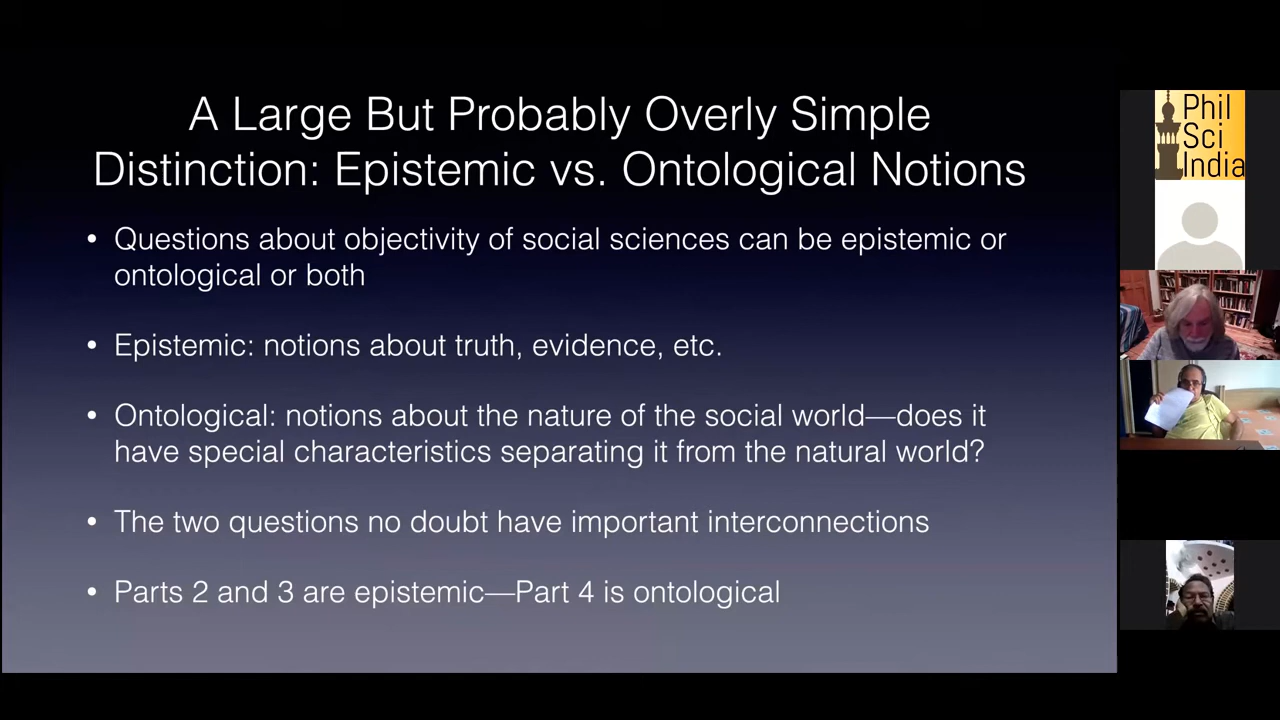 A Large But Probably Overly Simple
Distinction: Epistemic vs. Ontological Notions
• Questions about objectivity of social sciences can be epistemic or
ontological or both
• Epistemic: notions about truth, evidence, etc.
• Ontological: notions about the nature of the social world—does it
have special characteristics separating it from the natural world?
• The two questions no doubt have important interconnections
• Parts 2 and 3 are epistemic—Part 4 is ontological
Phil
Sci
India